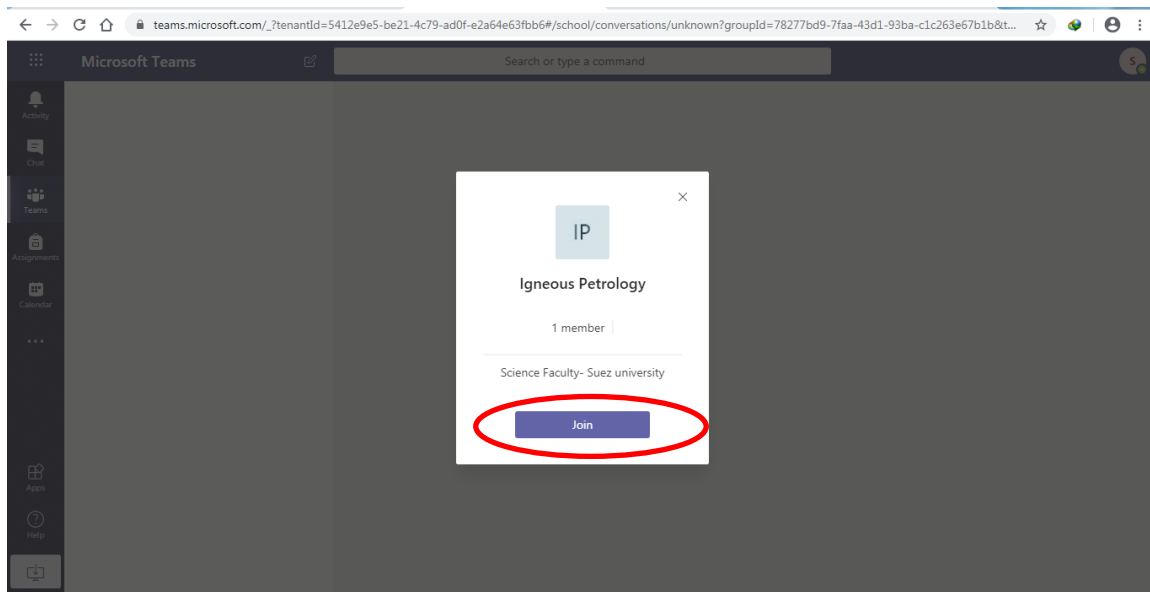 teams.microsoft.com/_?tenantId=5412e9e5-be21-4c79-ad0f-e2a64e63fbb6#/school/conversations/unknown?groupId=78277bd9-7faa-43d1-93ba-c1c263e67b1b&t...
Microsoft Teams
Search or type a command
S
Activity
Chat
Teams
Assignments
Calendar
Apps
Help
IP
Igneous Petrology
1 member
Science Faculty- Suez university
Join